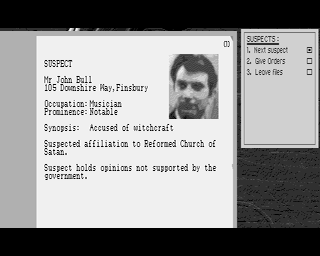 ()
SUSPECT
Mr John Bull
105 Downshire Way,Finsbury
Occupation:Musician
Prominence:Notable
Synopsis: Accused of witchcraft
Suspected affiliation to Reformed Church of
Satan.
Suspect holds opinions not supported by the
government.
SUSPECTS:
1. Next suspect
2. Give Orders
3. Leave files